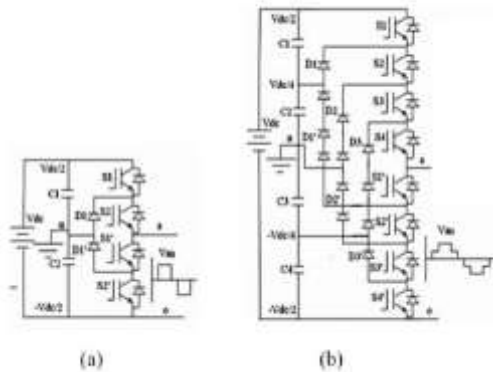 Vdc/2
S1
C1
D1
S2
Vdc/4
C2
D2
S3
Vdc
D1'
D3
S4
Vdc/2
S1
C1
Vdc
D1
S2
a
S1'
C2
D1'
Van
S2'
-Vdc/2
0
a
S1'
C3
D2'
-Vdc/4
S2'
Van
D3'
S3'
C4
S4'
-Vdc/2
0
(a)
(b)